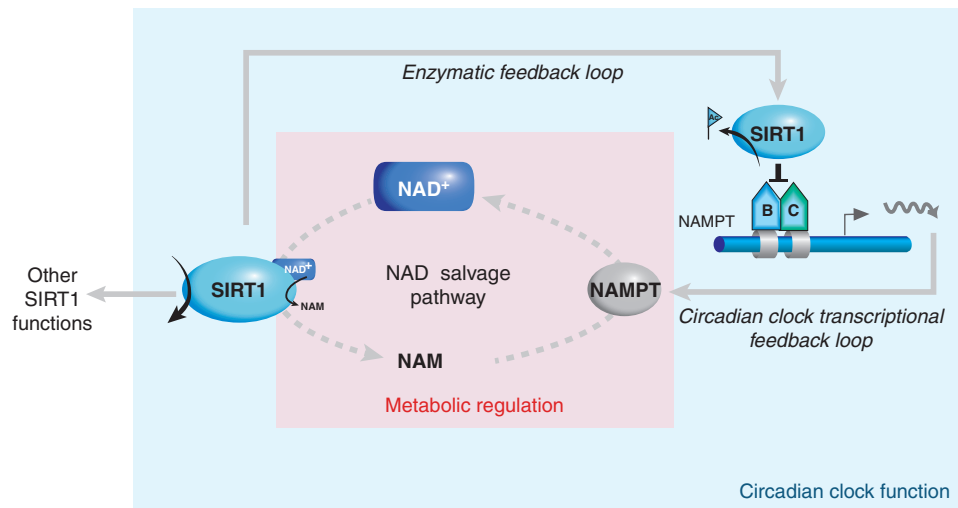 Enzymatic feedback loop
Ac
SIRT1
NAD+
B C
NAMPT
NAD+
SIRT1
NAM
NAD salvage
pathway
NAMPT
Other
SIRT1
functions
Circadian clock transcriptional
feedback loop
NAM
Metabolic regulation
Circadian clock function